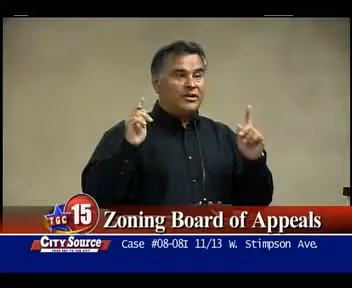 TGC 15
Zoning Board of Appeals
CITY SOURCE
Case #08-08I 11/13 W. Stimpson Ave.